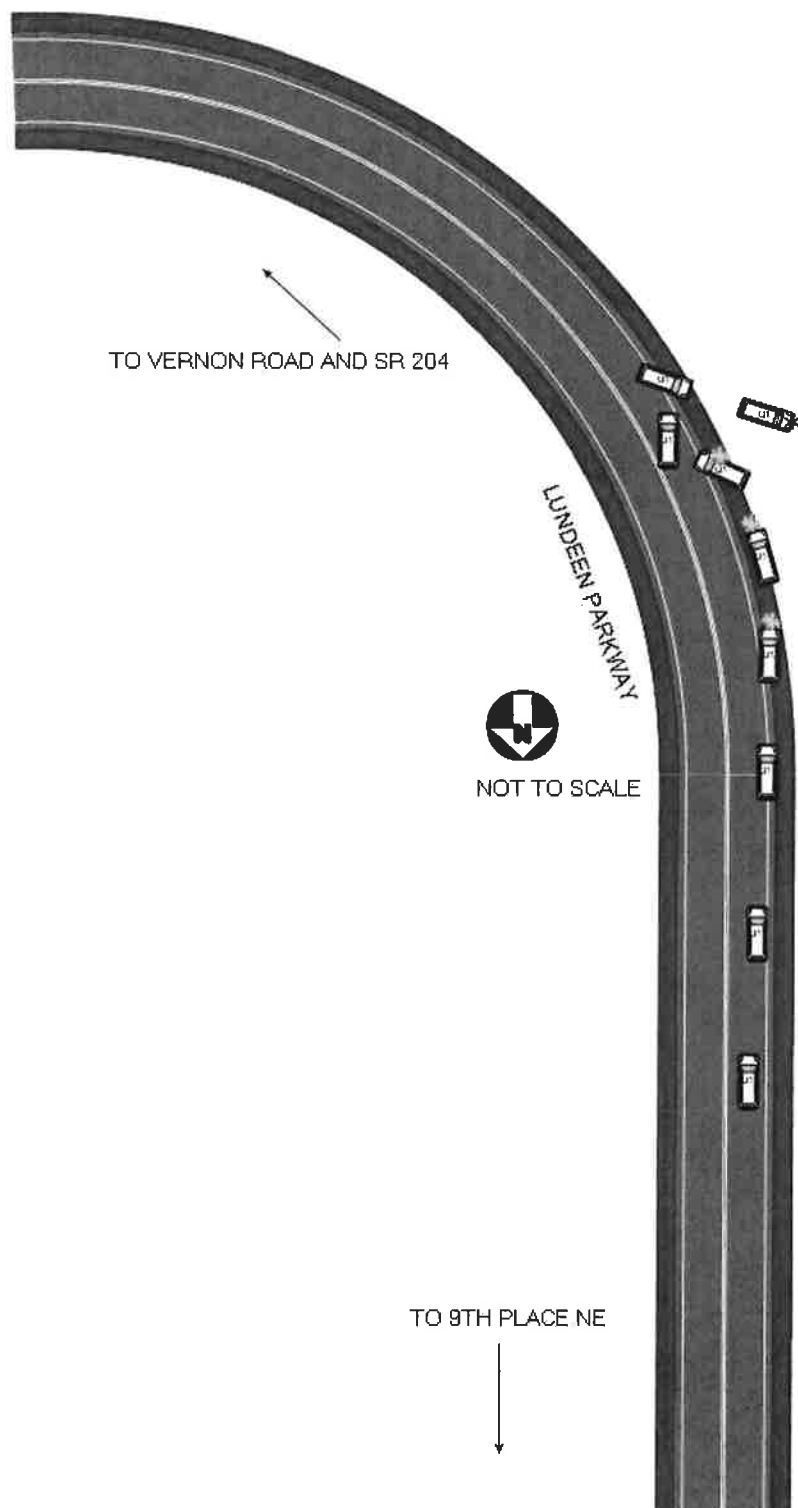 TO VERNON ROAD AND SR 204
LUNDEEN PARKWAY
N
NOT TO SCALE
TO 9TH PLACE NE